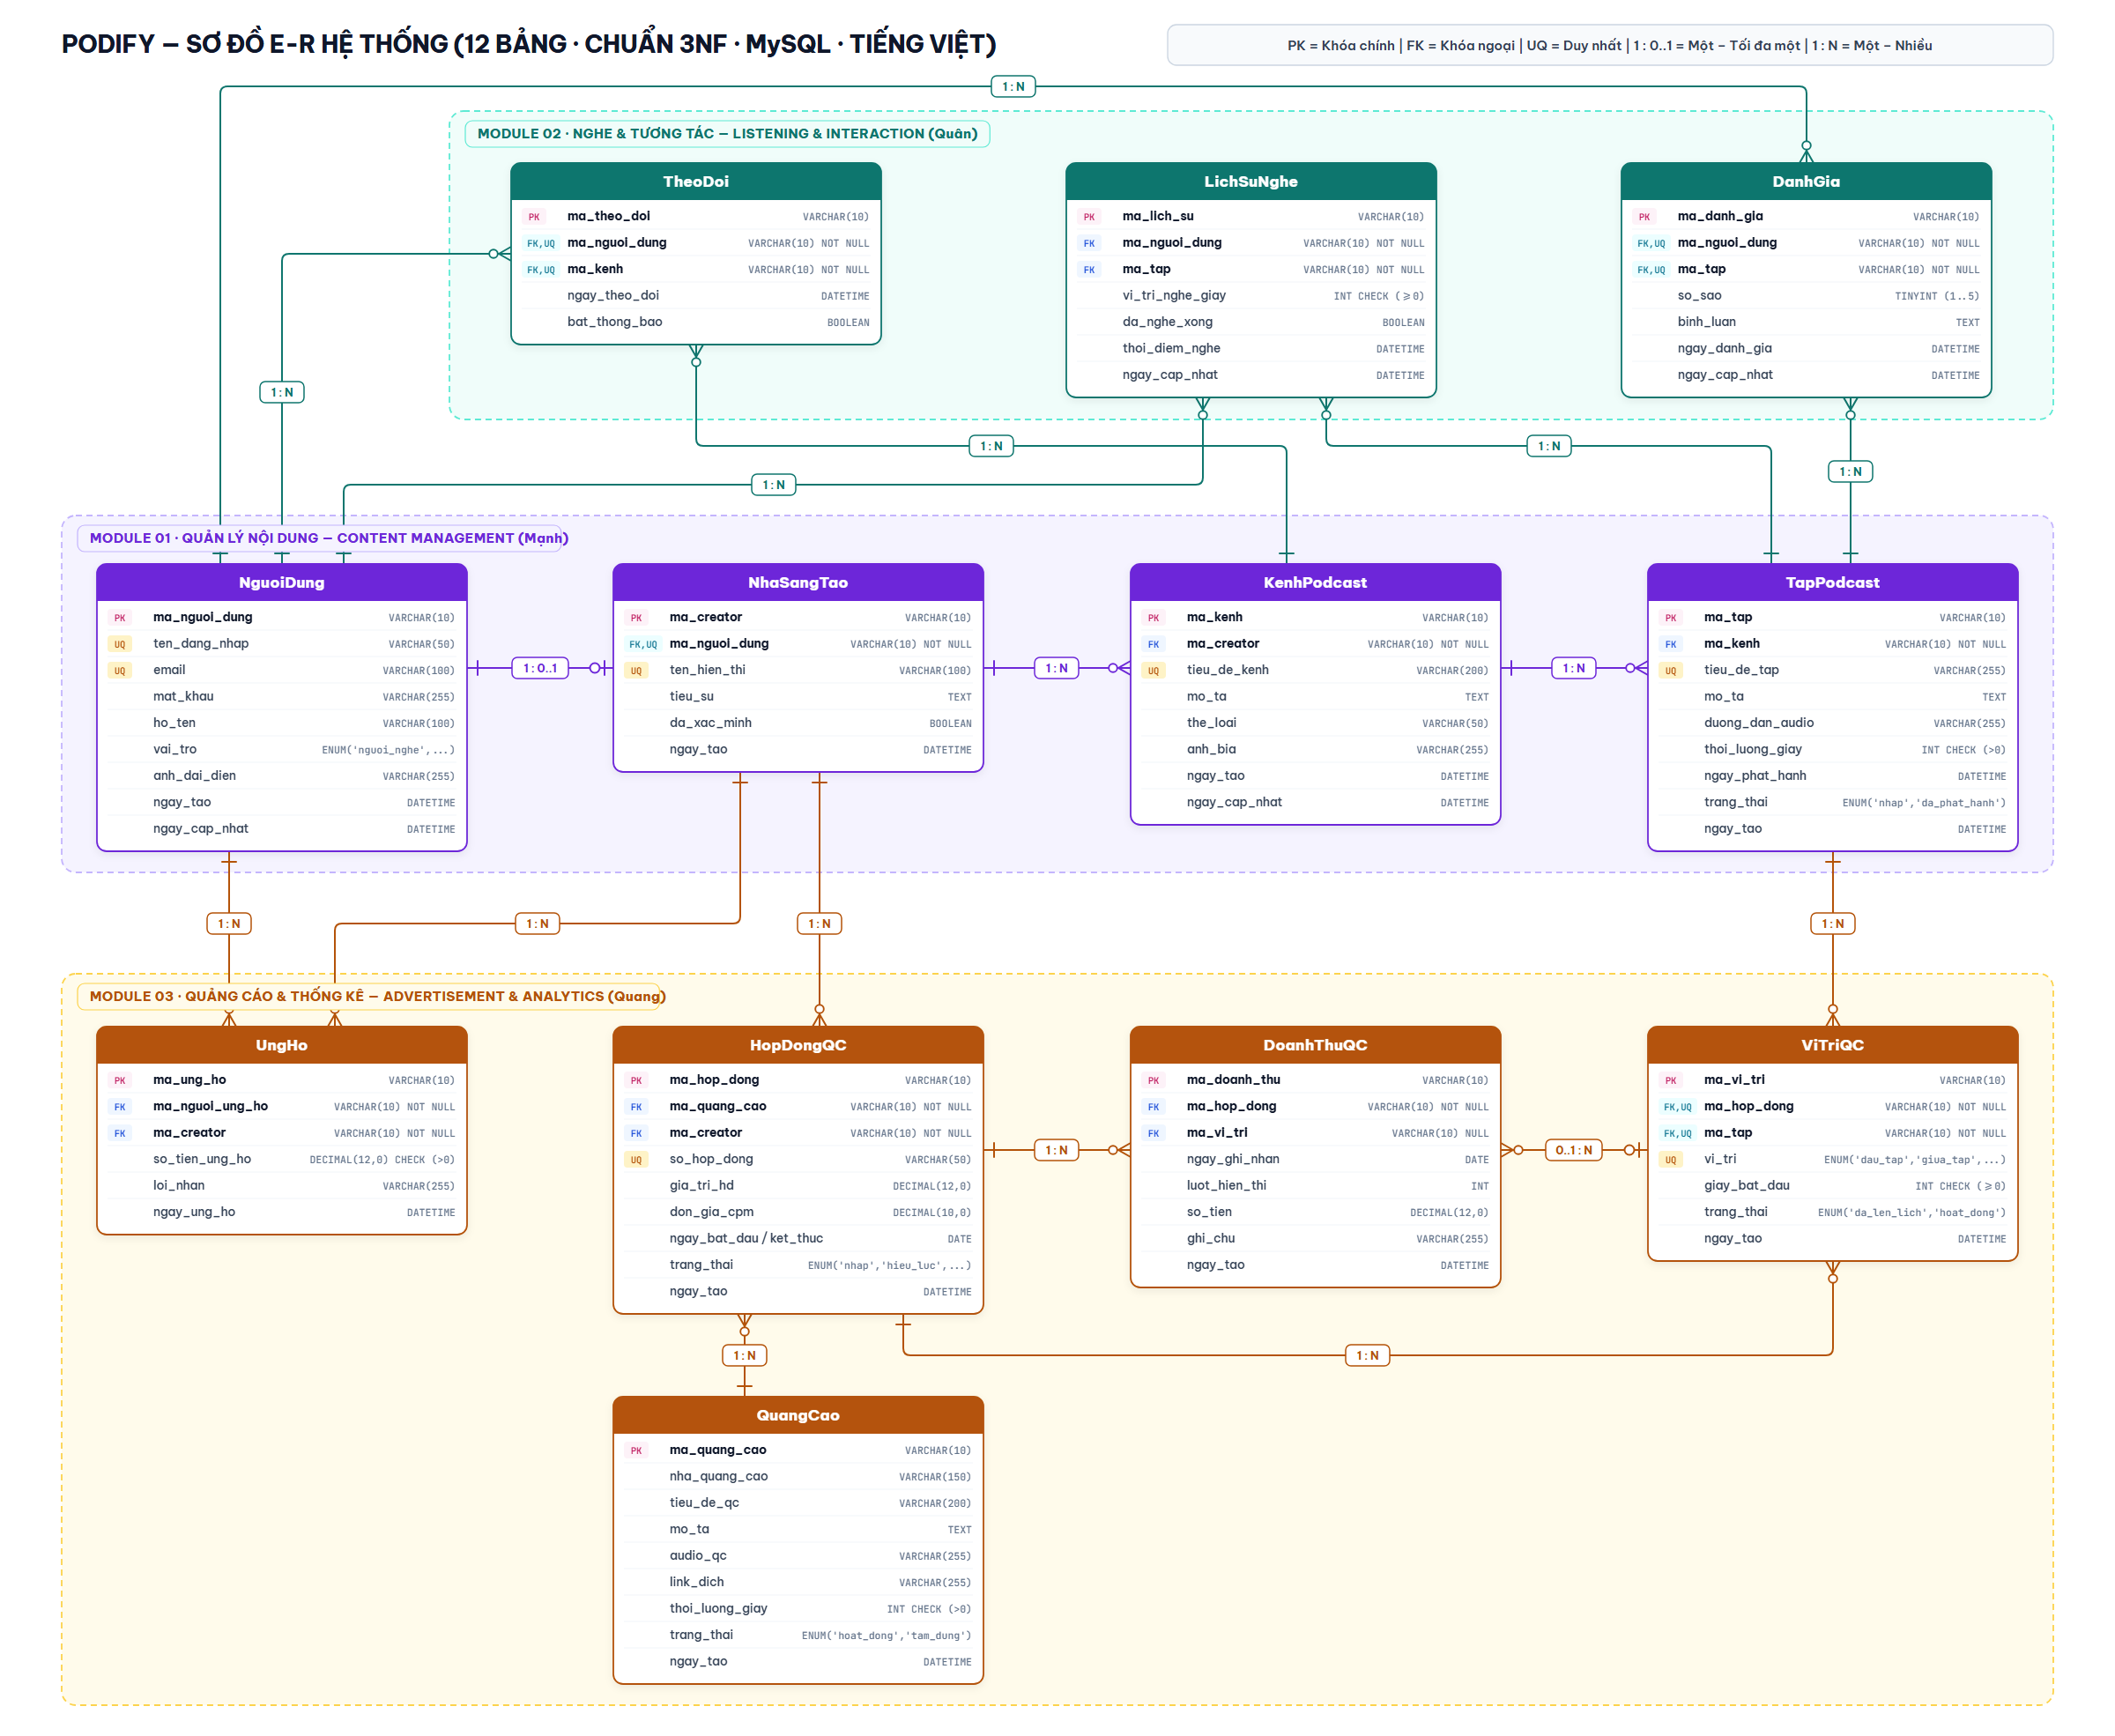 PODIFY – SƠ ĐỒ E-R HỆ THỐNG (12 BẢNG · CHUẨN 3NF · MySQL · TIẾNG VIỆT)
PK = Khóa chính | FK = Khóa ngoại | UQ = Duy nhất | 1 : 0..1 = Một – Tối đa một | 1 : N = Một – Nhiều
1 : N
MODULE 02 · NGHE & TƯƠNG TÁC – LISTENING & INTERACTION (Quân)
TheoDoi
PK ma_theo_doi VARCHAR(10)
FK,UQ ma_nguoi_dung VARCHAR(10) NOT NULL
FK,UQ ma_kenh VARCHAR(10) NOT NULL
ngay_theo_doi DATETIME
bat_thong_bao BOOLEAN
LichSuNghe
PK ma_lich_su VARCHAR(10)
FK ma_nguoi_dung VARCHAR(10) NOT NULL
FK ma_tap VARCHAR(10) NOT NULL
vi_tri_nghe_giay INT CHECK (≥0)
da_nghe_xong BOOLEAN
thoi_diem_nghe DATETIME
ngay_cap_nhat DATETIME
DanhGia
PK ma_danh_gia VARCHAR(10)
FK,UQ ma_nguoi_dung VARCHAR(10) NOT NULL
FK,UQ ma_tap VARCHAR(10) NOT NULL
so_sao TINYINT (1..5)
binh_luan TEXT
ngay_danh_gia DATETIME
ngay_cap_nhat DATETIME
1 : N
1 : N
1 : N
1 : N
1 : N
MODULE 01 · QUẢN LÝ NỘI DUNG – CONTENT MANAGEMENT (Mạnh)
NguoiDung
PK ma_nguoi_dung VARCHAR(10)
UQ ten_dang_nhap VARCHAR(50)
UQ email VARCHAR(100)
mat_khau VARCHAR(255)
ho_ten VARCHAR(100)
vai_tro ENUM('nguoi_nghe',...)
anh_dai_dien VARCHAR(255)
ngay_tao DATETIME
ngay_cap_nhat DATETIME
1 : 0..1
NhaSangTao
PK ma_creator VARCHAR(10)
FK,UQ ma_nguoi_dung VARCHAR(10) NOT NULL
UQ ten_hien_thi VARCHAR(100)
tieu_su TEXT
da_xac_minh BOOLEAN
ngay_tao DATETIME
1 : N
KenhPodcast
PK ma_kenh VARCHAR(10)
FK ma_creator VARCHAR(10) NOT NULL
UQ tieu_de_kenh VARCHAR(200)
mo_ta TEXT
the_loai VARCHAR(50)
anh_bia VARCHAR(255)
ngay_tao DATETIME
ngay_cap_nhat DATETIME
1 : N
TapPodcast
PK ma_tap VARCHAR(10)
FK ma_kenh VARCHAR(10) NOT NULL
UQ tieu_de_tap VARCHAR(255)
mo_ta TEXT
duong_dan_audio VARCHAR(255)
thoi_luong_giay INT CHECK (>0)
ngay_phat_hanh DATETIME
trang_thai ENUM('nhap','da_phat_hanh')
ngay_tao DATETIME
1 : N
1 : N
1 : N
1 : N
MODULE 03 · QUẢNG CÁO & THỐNG KÊ – ADVERTISEMENT & ANALYTICS (Quang)
UngHo
PK ma_ung_ho VARCHAR(10)
FK ma_nguoi_ung_ho VARCHAR(10) NOT NULL
FK ma_creator VARCHAR(10) NOT NULL
so_tien_ung_ho DECIMAL(12,0) CHECK (>0)
loi_nhan VARCHAR(255)
ngay_ung_ho DATETIME
HopDongQC
PK ma_hop_dong VARCHAR(10)
FK ma_quang_cao VARCHAR(10) NOT NULL
FK ma_creator VARCHAR(10) NOT NULL
UQ so_hop_dong VARCHAR(50)
gia_tri_hd DECIMAL(12,0)
don_gia_cpm DECIMAL(10,0)
ngay_bat_dau / ket_thuc DATE
trang_thai ENUM('nhap','hieu_luc',...)
ngay_tao DATETIME
1 : N
DoanhThuQC
PK ma_doanh_thu VARCHAR(10)
FK ma_hop_dong VARCHAR(10) NOT NULL
FK ma_vi_tri VARCHAR(10) NULL
ngay_ghi_nhan DATE
luot_hien_thi INT
so_tien DECIMAL(12,0)
ghi_chu VARCHAR(255)
ngay_tao DATETIME
0..1 : N
ViTriQC
PK ma_vi_tri VARCHAR(10)
FK,UQ ma_hop_dong VARCHAR(10) NOT NULL
FK,UQ ma_tap VARCHAR(10) NOT NULL
UQ vi_tri ENUM('dau_tap','giua_tap',...)
giay_bat_dau INT CHECK (≥0)
trang_thai ENUM('da_len_lich','hoat_dong')
ngay_tao DATETIME
1 : N
1 : N
QuangCao
PK ma_quang_cao VARCHAR(10)
nha_quang_cao VARCHAR(150)
tieu_de_qc VARCHAR(200)
mo_ta TEXT
audio_qc VARCHAR(255)
link_dich VARCHAR(255)
thoi_luong_giay INT CHECK (>0)
trang_thai ENUM('hoat_dong','tam_dung')
ngay_tao DATETIME